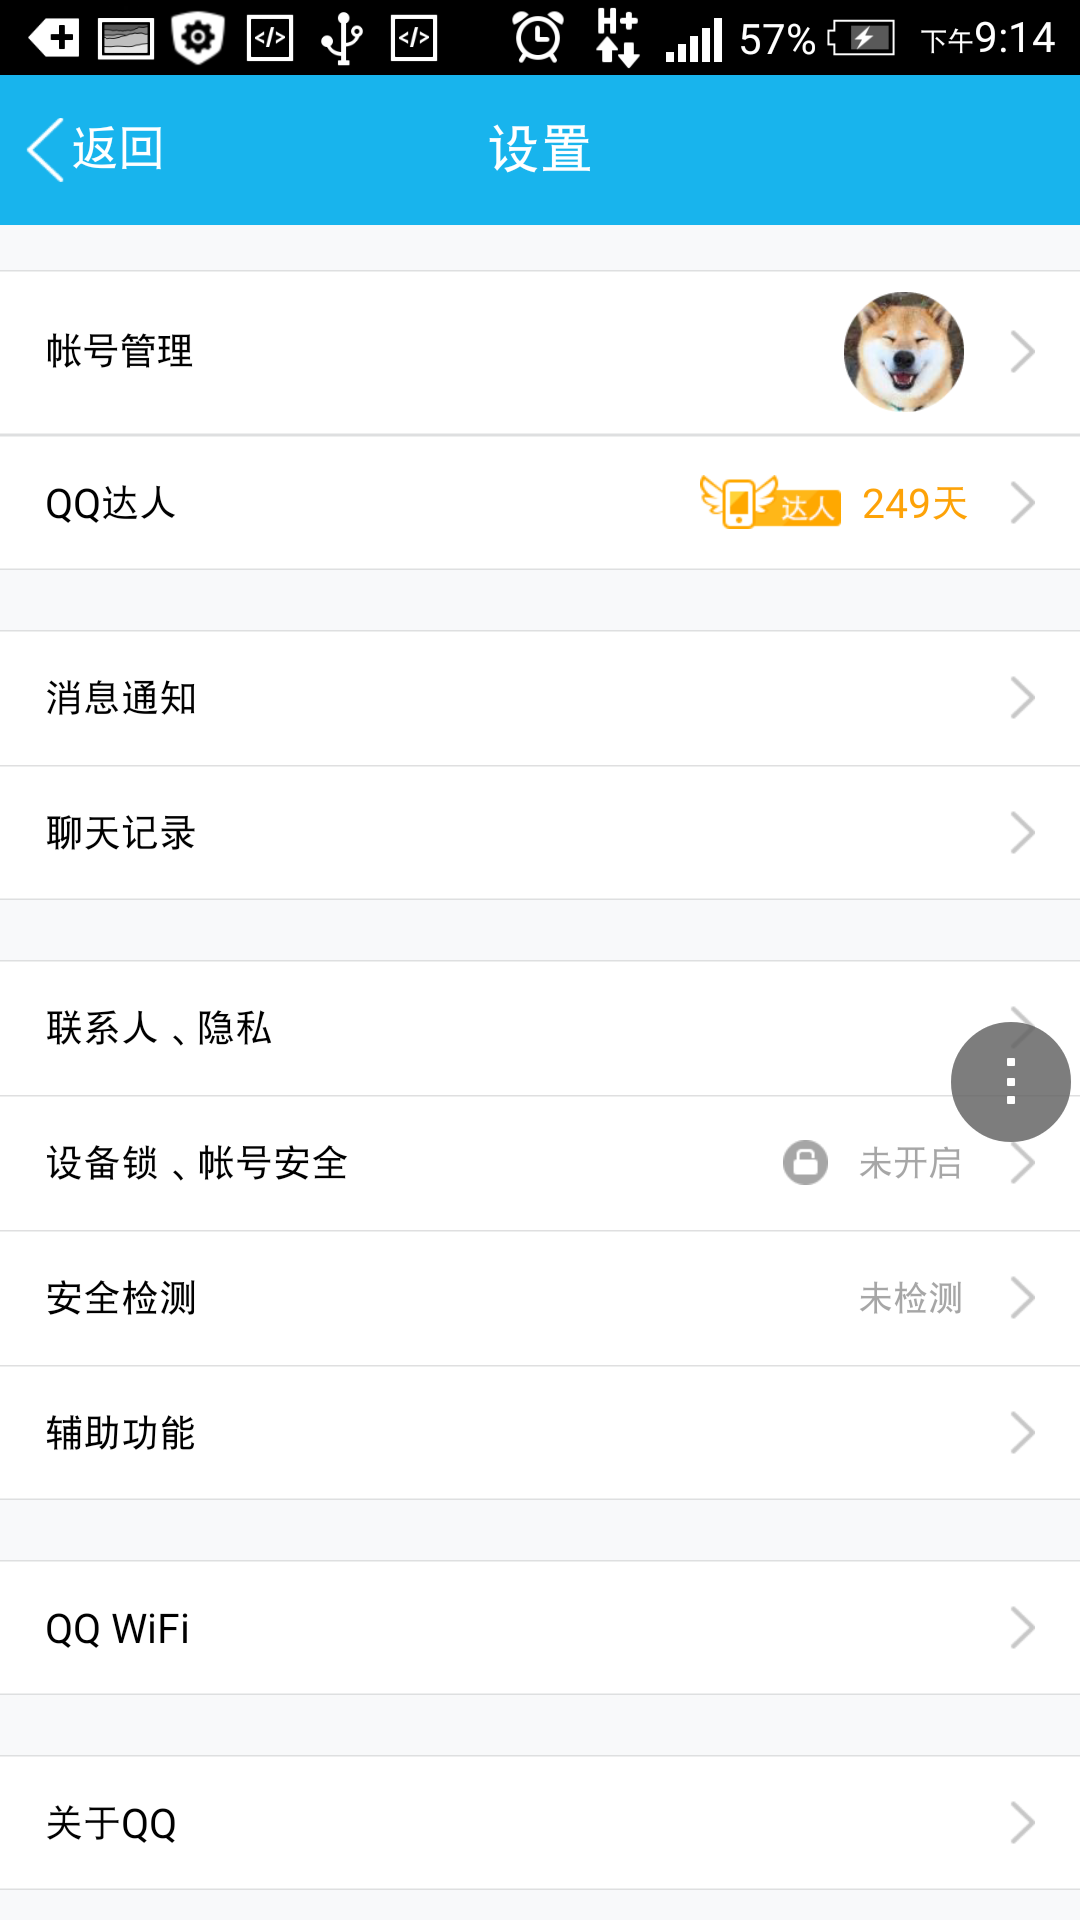 H+ 57% 下午9:14
返回 设置
帐号管理
QQ达人 达人 249天
消息通知
聊天记录
联系人、隐私
设备锁、帐号安全 未开启
安全检测 未检测
辅助功能
QQ WiFi
关于QQ